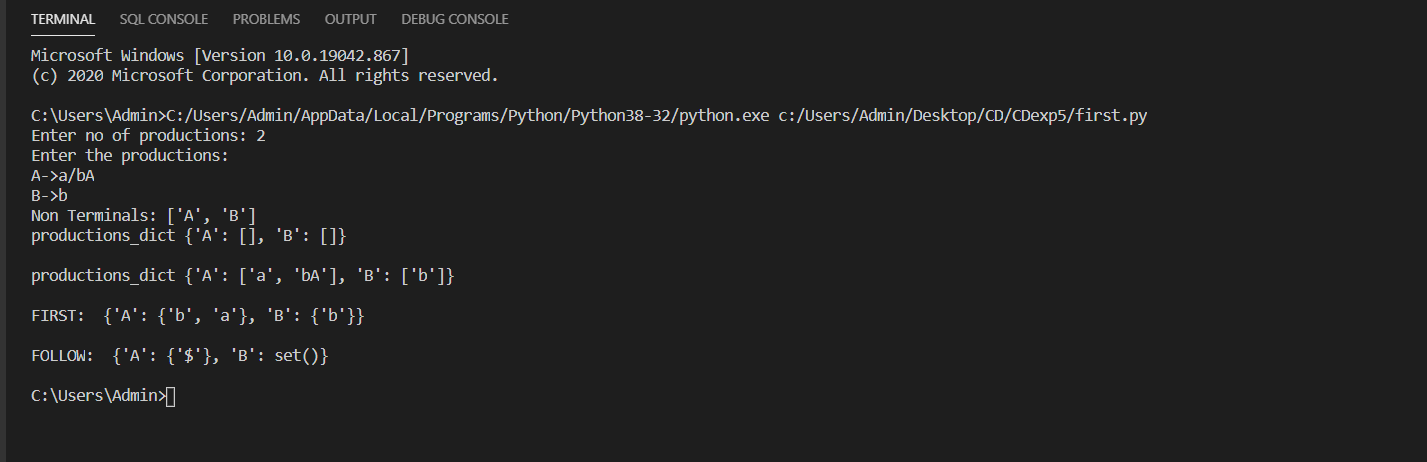 TERMINAL SQL CONSOLE PROBLEMS OUTPUT DEBUG CONSOLE
Microsoft Windows [Version 10.0.19042.867]
(c) 2020 Microsoft Corporation. All rights reserved.
C:\Users\Admin>C:/Users/Admin/AppData/Local/Programs/Python/Python38-32/python.exe c:/Users/Admin/Desktop/CD/CDexp5/first.py
Enter no of productions: 2
Enter the productions:
A->a/bA
B->b
Non Terminals: ['A', 'B']
productions_dict {'A': [], 'B': []}
productions_dict {'A': ['a', 'bA'], 'B': ['b']}
FIRST:  {'A': {'b', 'a'}, 'B': {'b'}}
FOLLOW:  {'A': {'$'}, 'B': set()}
C:\Users\Admin>